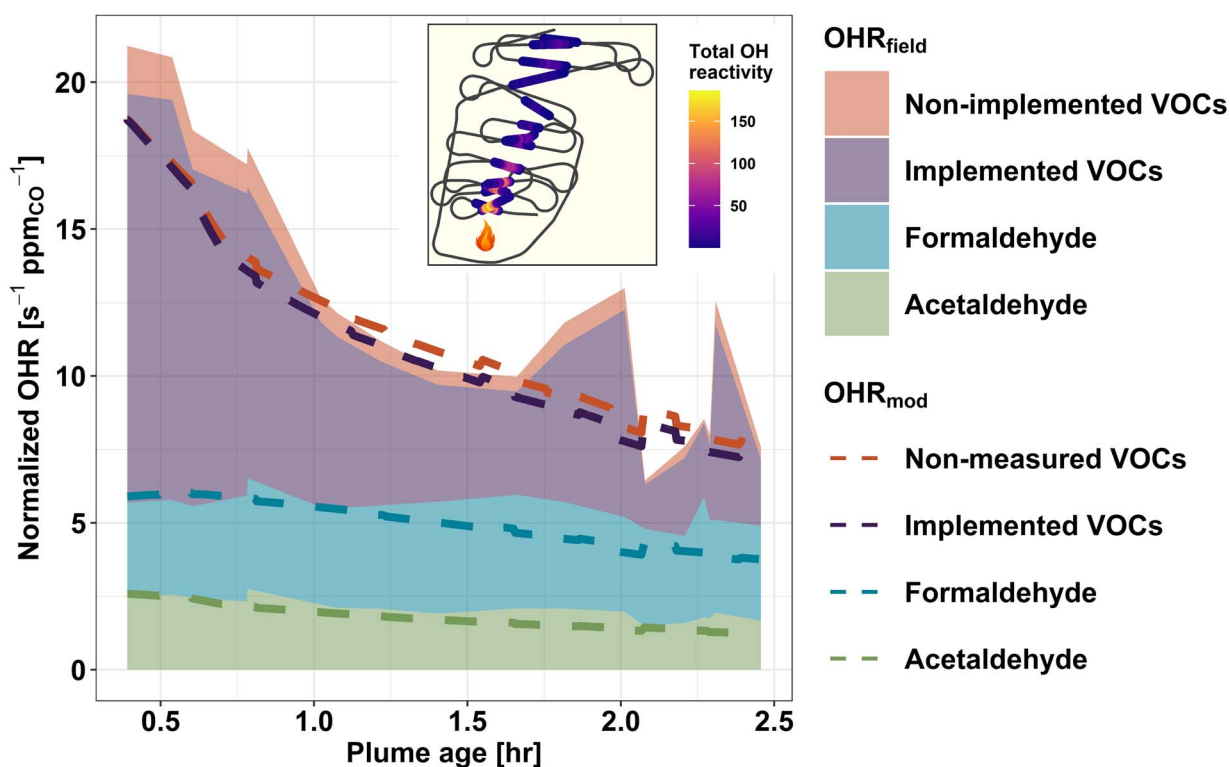 Normalized OHR [s⁻¹ ppm_CO⁻¹]
20
15
10
5
0
0.5
1.0
1.5
2.0
2.5
Plume age [hr]
Total OH
reactivity
150
100
50
OHR_field
Non-implemented VOCs
Implemented VOCs
Formaldehyde
Acetaldehyde
OHR_mod
Non-measured VOCs
Implemented VOCs
Formaldehyde
Acetaldehyde